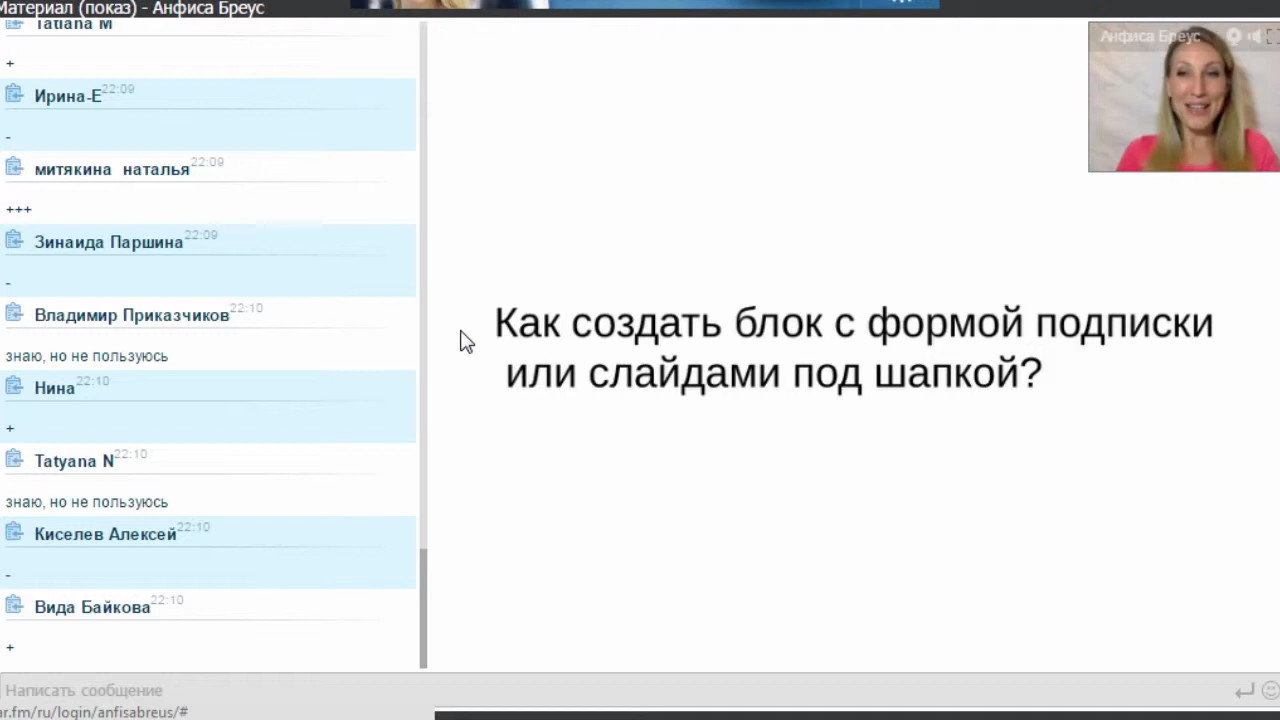 Материал (показ) - Анфиса Бреус
Tatiana M
+
Ирина-Е 22:09
-
митякина наталья 22:09
+++
Зинаида Паршина 22:09
-
Владимир Приказчиков 22:10
знаю, но не пользуюсь
Нина 22:10
+
Tatyana N 22:10
знаю, но не пользуюсь
Киселев Алексей 22:10
-
Вида Байкова 22:10
+
Написать сообщение
ar.fm/ru/login/anfisabreus/#
Анфиса Бреус
Как создать блок с формой подписки
или слайдами под шапкой?